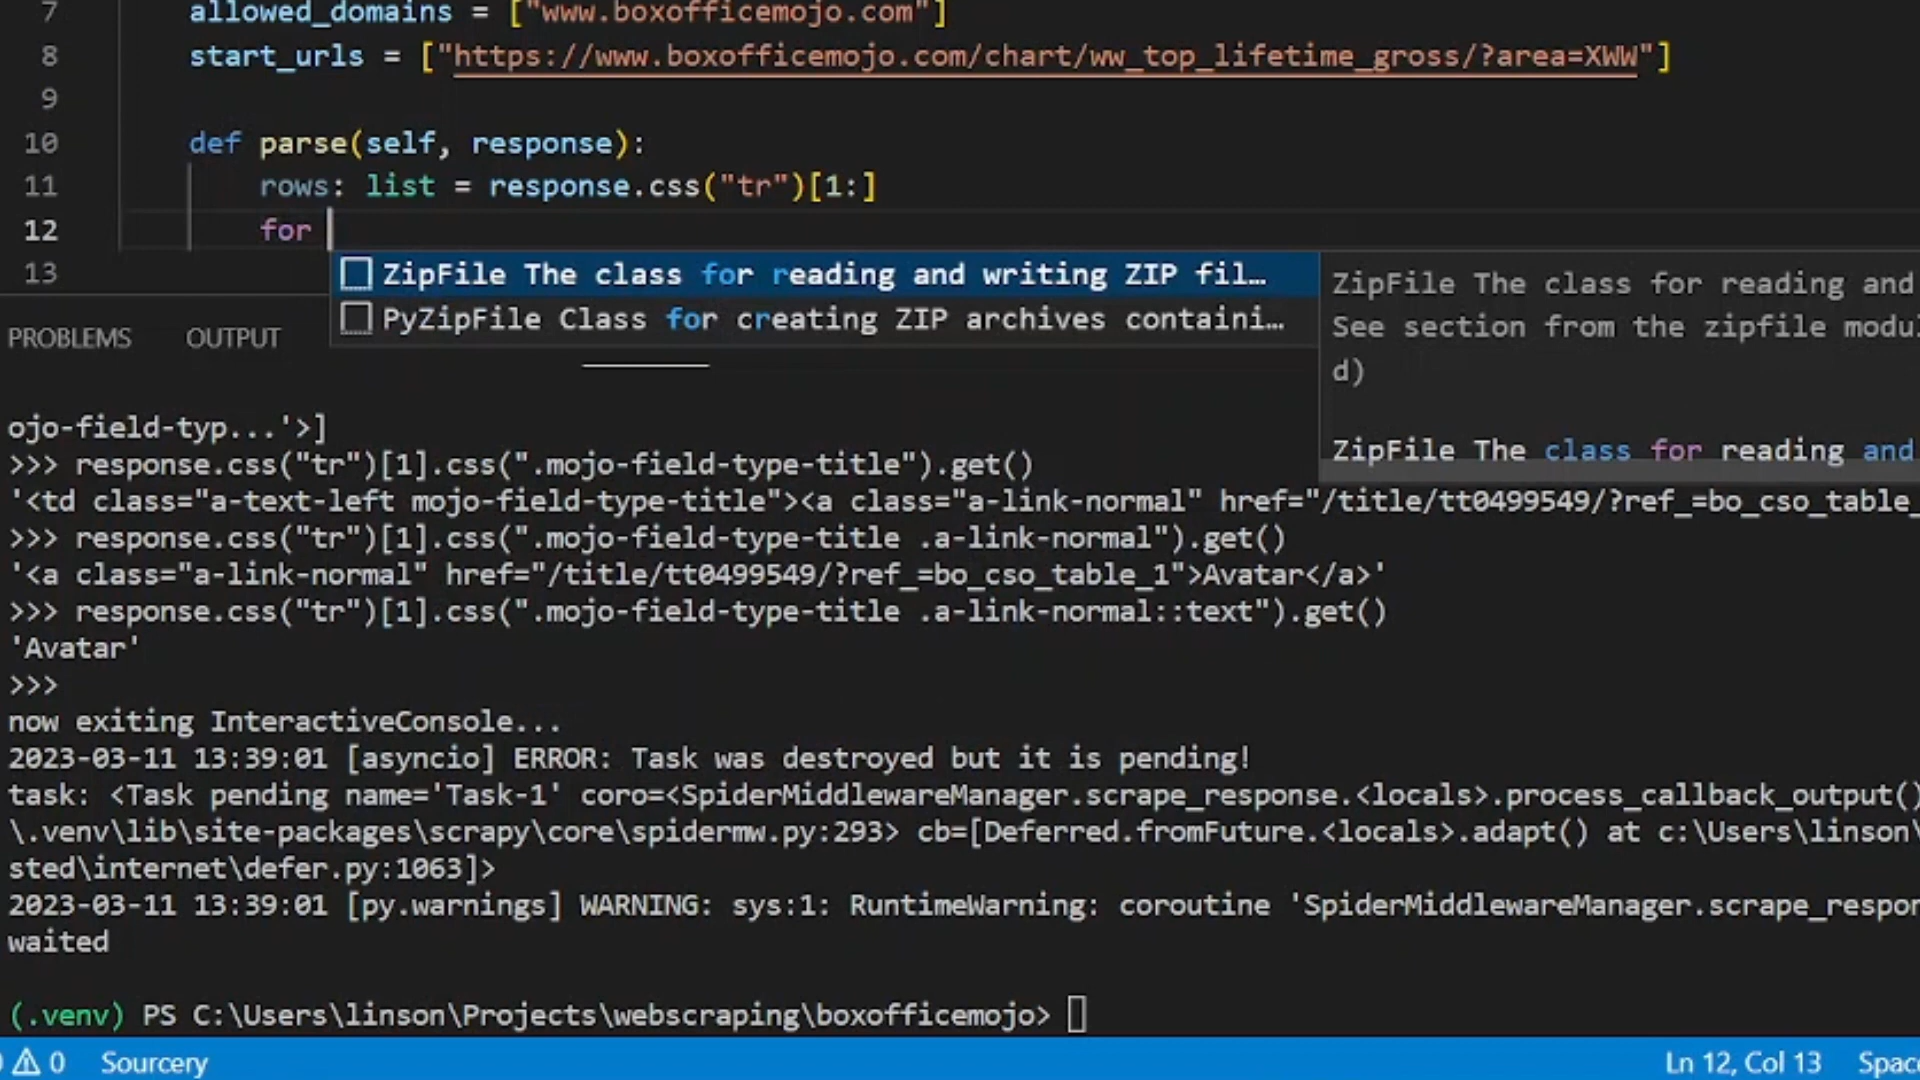 7 allowed_domains = ["www.boxofficemojo.com"]
8 start_urls = ["https://www.boxofficemojo.com/chart/ww_top_lifetime_gross/?area=XWW"]
9
10 def parse(self, response):
11 rows: list = response.css("tr")[1:]
12 for
13
ZipFile The class for reading and writing ZIP fil…
PyZipFile Class for creating ZIP archives containi…
ZipFile The class for reading and
See section from the zipfile modul
d)
ZipFile The class for reading and
PROBLEMS OUTPUT
ojo-field-typ...'>]
>>> response.css("tr")[1].css(".mojo-field-type-title").get()
'<td class="a-text-left mojo-field-type-title"><a class="a-link-normal" href="/title/tt0499549/?ref_=bo_cso_table_
>>> response.css("tr")[1].css(".mojo-field-type-title .a-link-normal").get()
'<a class="a-link-normal" href="/title/tt0499549/?ref_=bo_cso_table_1">Avatar</a>'
>>> response.css("tr")[1].css(".mojo-field-type-title .a-link-normal::text").get()
'Avatar'
>>>
now exiting InteractiveConsole...
2023-03-11 13:39:01 [asyncio] ERROR: Task was destroyed but it is pending!
task: <Task pending name='Task-1' coro=<SpiderMiddlewareManager.scrape_response.<locals>.process_callback_output()
\.venv\lib\site-packages\scrapy\core\spidermw.py:293> cb=[Deferred.fromFuture.<locals>.adapt() at c:\Users\linson\
sted\internet\defer.py:1063]>
2023-03-11 13:39:01 [py.warnings] WARNING: sys:1: RuntimeWarning: coroutine 'SpiderMiddlewareManager.scrape_respon
waited
(.venv) PS C:\Users\linson\Projects\webscraping\boxofficemojo>
0 Sourcery Ln 12, Col 13 Space